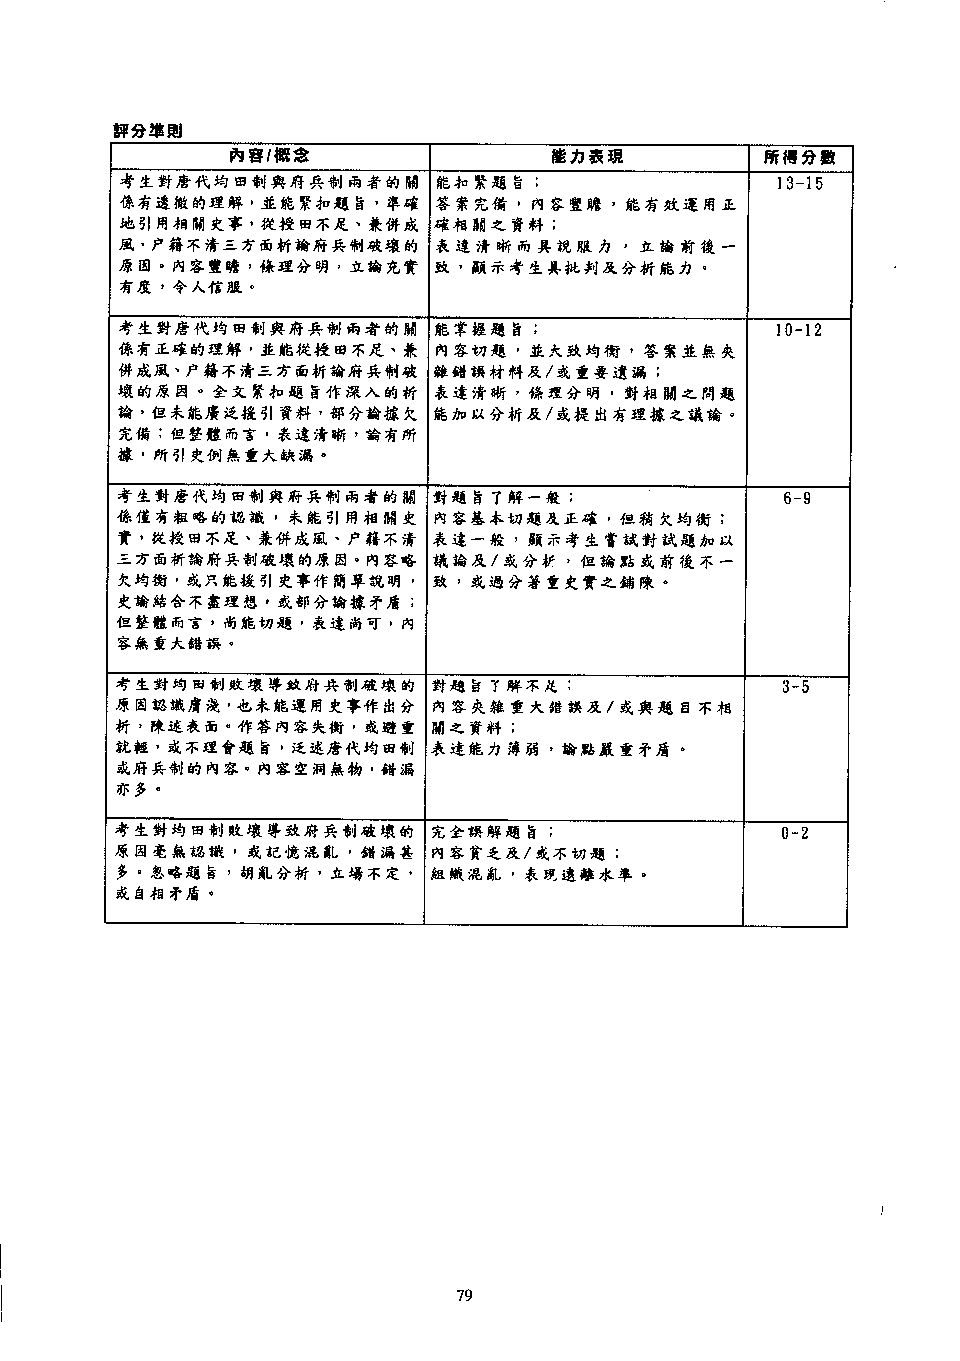 評分準則
內容/概念
能力表現
所得分數
考生對唐代均田制與府兵制兩者的關
係有透徹的理解，並能緊扣題旨，準確
地引用相關史事，從授田不足、兼併成
風、户籍不清三方面析論府兵制破壞的
原因。內容豐贍，條理分明，立論充實
有度，令人信服。
能扣緊題旨；
答案完備，內容豐贍，能有效運用正
確相關之資料；
表達清晰而具說服力，立論前後一
致，顯示考生具批判及分析能力。
13-15
考生對唐代均田制與府兵制兩者的關
係有正確的理解，並能從授田不足、兼
併成風、户籍不清三方面析論府兵制破
壞的原因。全文緊扣題旨作深入的析
論，但未能廣泛援引資料，部分論據欠
完備；但整體而言，表達清晰，論有所
據，所引史例無重大缺漏。
能掌握題旨；
內容切題，並大致均衡，答案並無夾
雜錯誤材料及/或重要遺漏；
表達清晰，條理分明，對相關之問題
能加以分析及/或提出有理據之議論。
10-12
考生對唐代均田制與府兵制兩者的關
係僅有粗略的認識，未能引用相關史
實，從授田不足、兼併成風、户籍不清
三方面析論府兵制破壞的原因。內容略
欠均衡，或只能援引史事作簡單說明，
史論結合不盡理想，或部分論據矛盾；
但整體而言，尚能切題，表達尚可，內
容無重大錯誤。
對題旨了解一般；
內容基本切題及正確，但稍欠均衡；
表達一般，顯示考生嘗試對試題加以
議論及/或分析，但論點或前後不一
致，或過分著重史實之鋪陳。
6-9
考生對均田制敗壞導致府兵制破壞的
原因認識膚淺，也未能運用史事作出分
析，陳述表面。作答內容失衡，或避重
就輕，或不理會題旨，泛述唐代均田制
或府兵制的內容。內容空洞無物，錯漏
亦多。
對題旨了解不足；
內容夾雜重大錯誤及/或與題目不相
關之資料；
表達能力薄弱，論點嚴重矛盾。
3-5
考生對均田制敗壞導致府兵制破壞的
原因毫無認識，或記憶混亂，錯漏甚
多。忽略題旨，胡亂分析，立場不定，
或自相矛盾。
完全誤解題旨；
內容貧乏及/或不切題；
組織混亂，表現遠離水準。
0-2
79